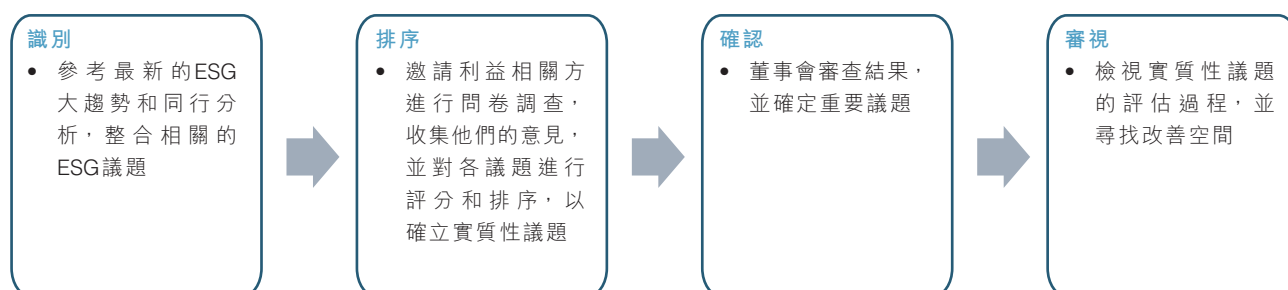 識別
• 參考最新的ESG
大趨勢和同行分
析，整合相關的
ESG議題
排序
• 邀請利益相關方
進行問卷調查，
收集他們的意見，
並對各議題進行
評分和排序，以
確立實質性議題
確認
• 董事會審查結果，
並確定重要議題
審視
• 檢視實質性議題
的評估過程，並
尋找改善空間